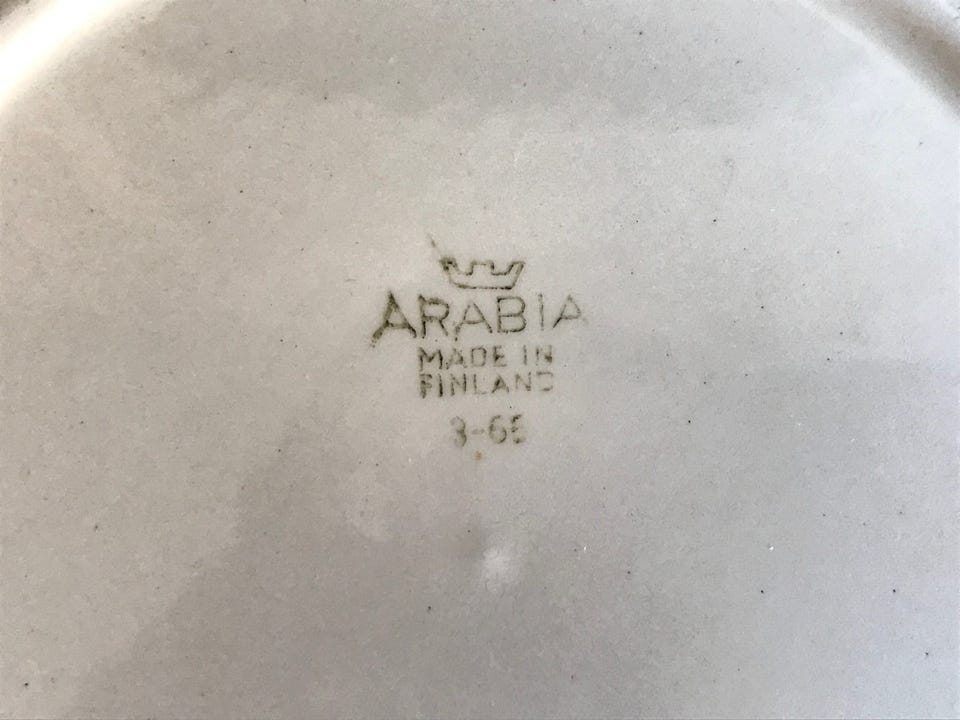 ARABIA
MADE IN
FINLAND
3-65